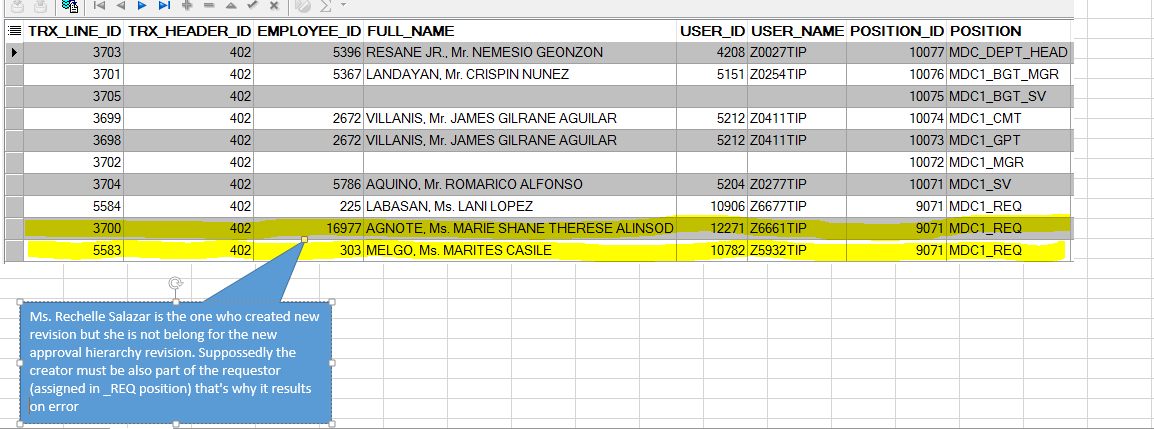 TRX_LINE_ID TRX_HEADER_ID EMPLOYEE_ID FULL_NAME USER_ID USER_NAME POSITION_ID POSITION
3703 402 5396 RESANE JR., Mr. NEMESIO GEONZON 4208 Z0027TIP 10077 MDC_DEPT_HEAD
3701 402 5367 LANDAYAN, Mr. CRISPIN NUNEZ 5151 Z0254TIP 10076 MDC1_BGT_MGR
3705 402 10075 MDC1_BGT_SV
3699 402 2672 VILLANIS, Mr. JAMES GILRANE AGUILAR 5212 Z0411TIP 10074 MDC1_CMT
3698 402 2672 VILLANIS, Mr. JAMES GILRANE AGUILAR 5212 Z0411TIP 10073 MDC1_GPT
3702 402 10072 MDC1_MGR
3704 402 5786 AQUINO, Mr. ROMARICO ALFONSO 5204 Z0277TIP 10071 MDC1_SV
5584 402 225 LABASAN, Ms. LANI LOPEZ 10906 Z6677TIP 9071 MDC1_REQ
3700 402 16977 AGNOTE, Ms. MARIE SHANE THERESE ALINSOD 12271 Z6661TIP 9071 MDC1_REQ
5583 402 303 MELGO, Ms. MARITES CASILE 10782 Z5932TIP 9071 MDC1_REQ
Ms. Rechelle Salazar is the one who created new
revision but she is not belong for the new
approval hierarchy revision. Suppossedly the
creator must be also part of the requestor
(assigned in _REQ position) that's why it results
on error